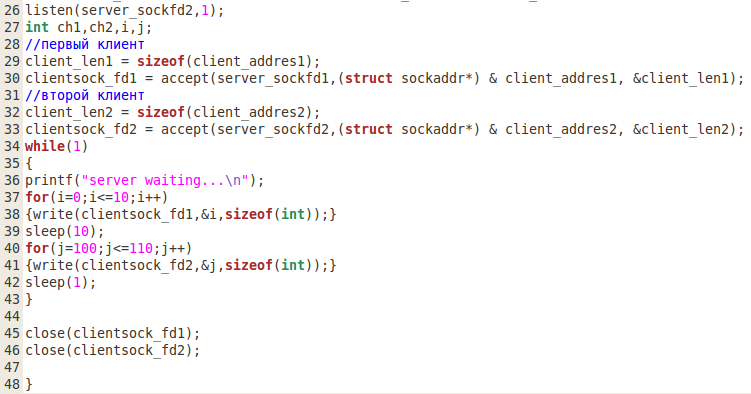 26 listen(server_sockfd2,1);
27 int ch1,ch2,i,j;
28 //первый клиент
29 client_len1 = sizeof(client_addres1);
30 clientsock_fd1 = accept(server_sockfd1,(struct sockaddr*) & client_addres1, &client_len1);
31 //второй клиент
32 client_len2 = sizeof(client_addres2);
33 clientsock_fd2 = accept(server_sockfd2,(struct sockaddr*) & client_addres2, &client_len2);
34 while(1)
35 {
36 printf("server waiting...\n");
37 for(i=0;i<=10;i++)
38 {write(clientsock_fd1,&i,sizeof(int));}
39 sleep(10);
40 for(j=100;j<=110;j++)
41 {write(clientsock_fd2,&j,sizeof(int));}
42 sleep(1);
43 }
44
45 close(clientsock_fd1);
46 close(clientsock_fd2);
47
48 }